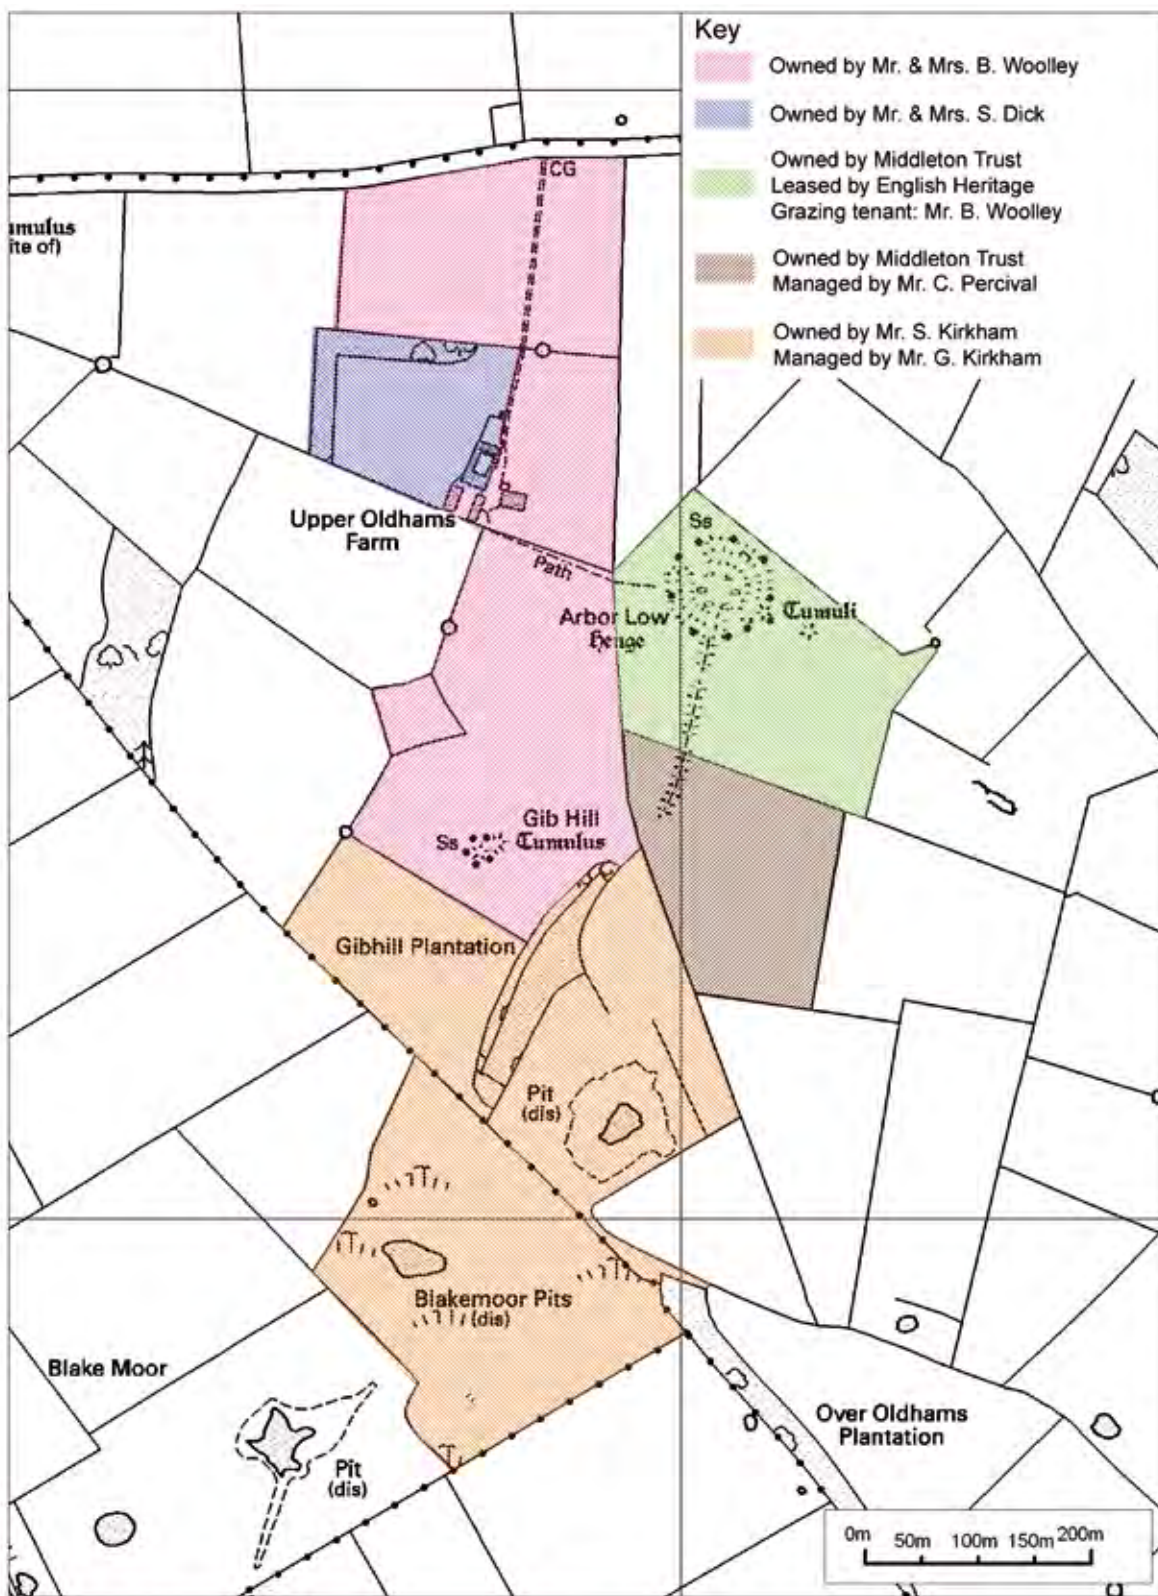 Key
Owned by Mr. & Mrs. B. Woolley
Owned by Mr. & Mrs. S. Dick
Owned by Middleton Trust
Leased by English Heritage
Grazing tenant: Mr. B. Woolley
Owned by Middleton Trust
Managed by Mr. C. Percival
Owned by Mr. S. Kirkham
Managed by Mr. G. Kirkham
CG
umulus
ite of)
Upper Oldhams
Farm
Path
Ss
Arbor Low
Henge
Tumuli
Gib Hill
Ss
Tumulus
Gibhill Plantation
Pit
(dis)
Blakemoor Pits
(dis)
Blake Moor
Pit
(dis)
Over Oldhams
Plantation
0m 50m 100m 150m 200m